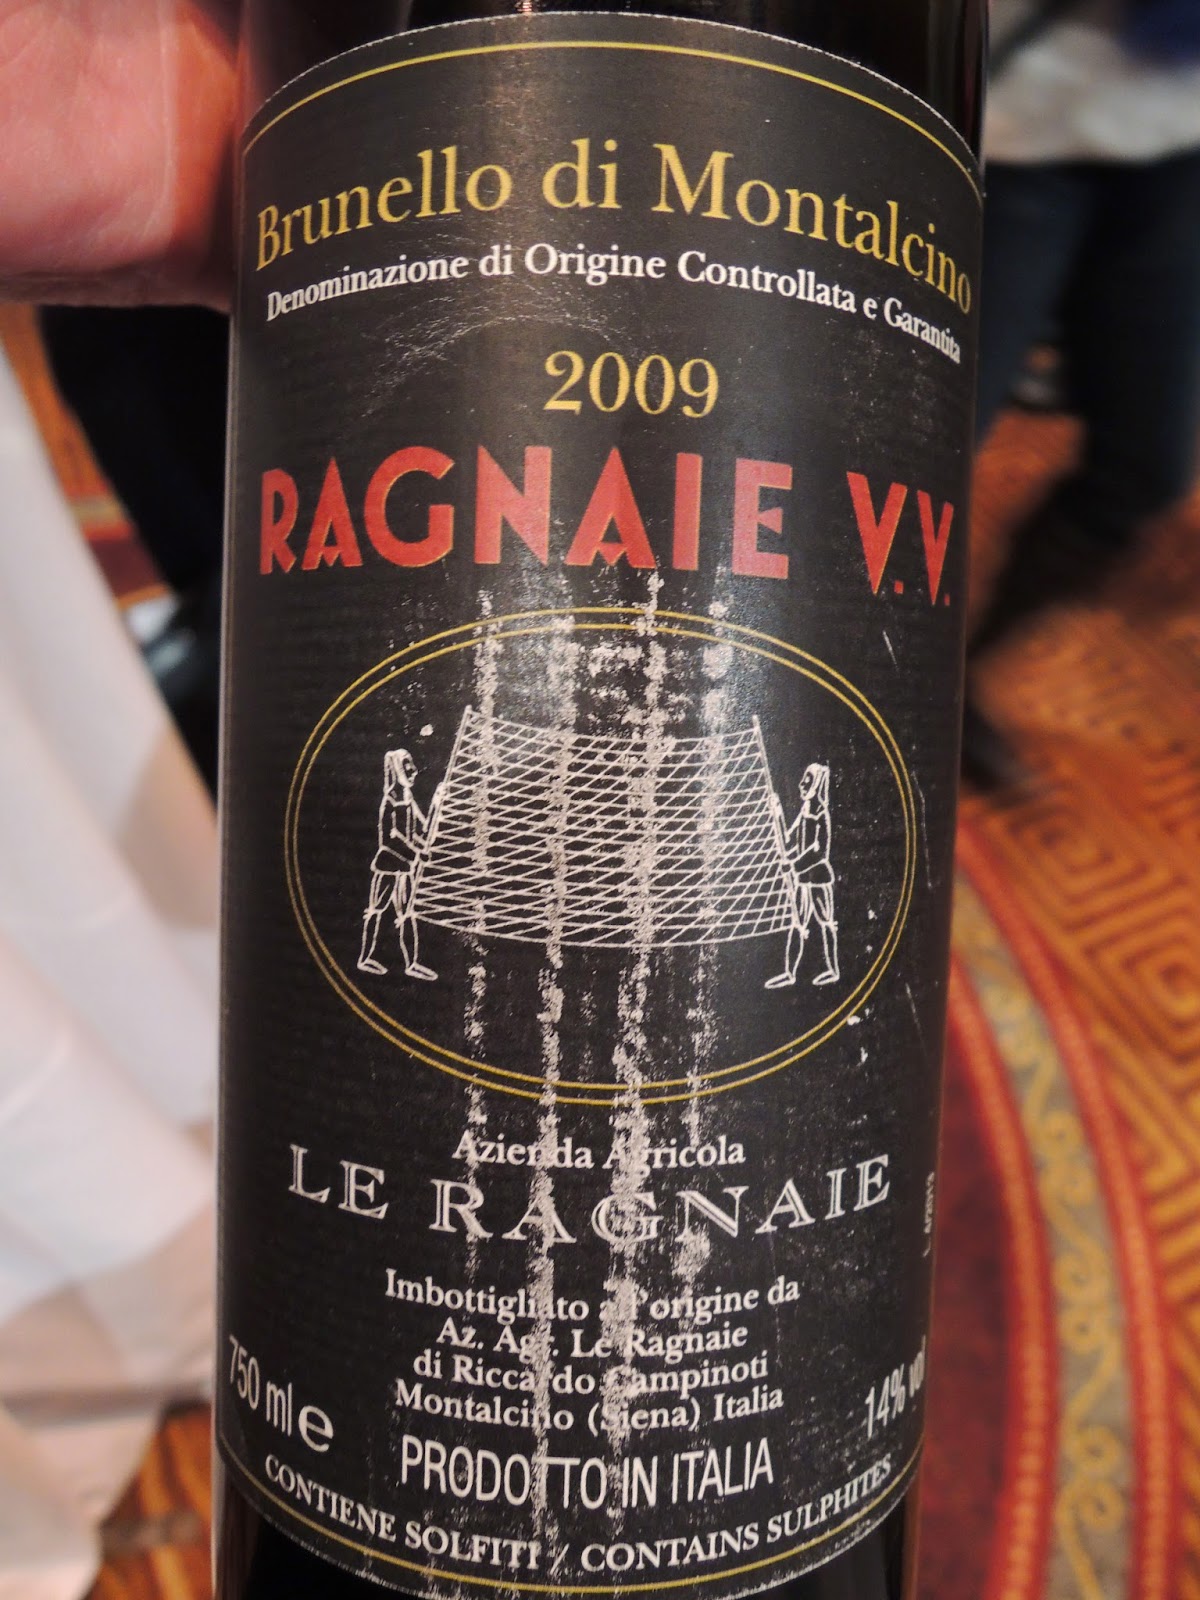 Brunello di Montalcino
Denominazione di Origine Controllata e Garantita
2009
RAGNAIE V.V.
Azienda Agricola
LE RAGNAIE
Imbottigliato all'origine da
Az. Agr. Le Ragnaie
di Riccardo Campinoti
Montalcino (Siena) Italia
750 ml e
14% vol
PRODOTTO IN ITALIA
CONTIENE SOLFITI / CONTAINS SULPHITES